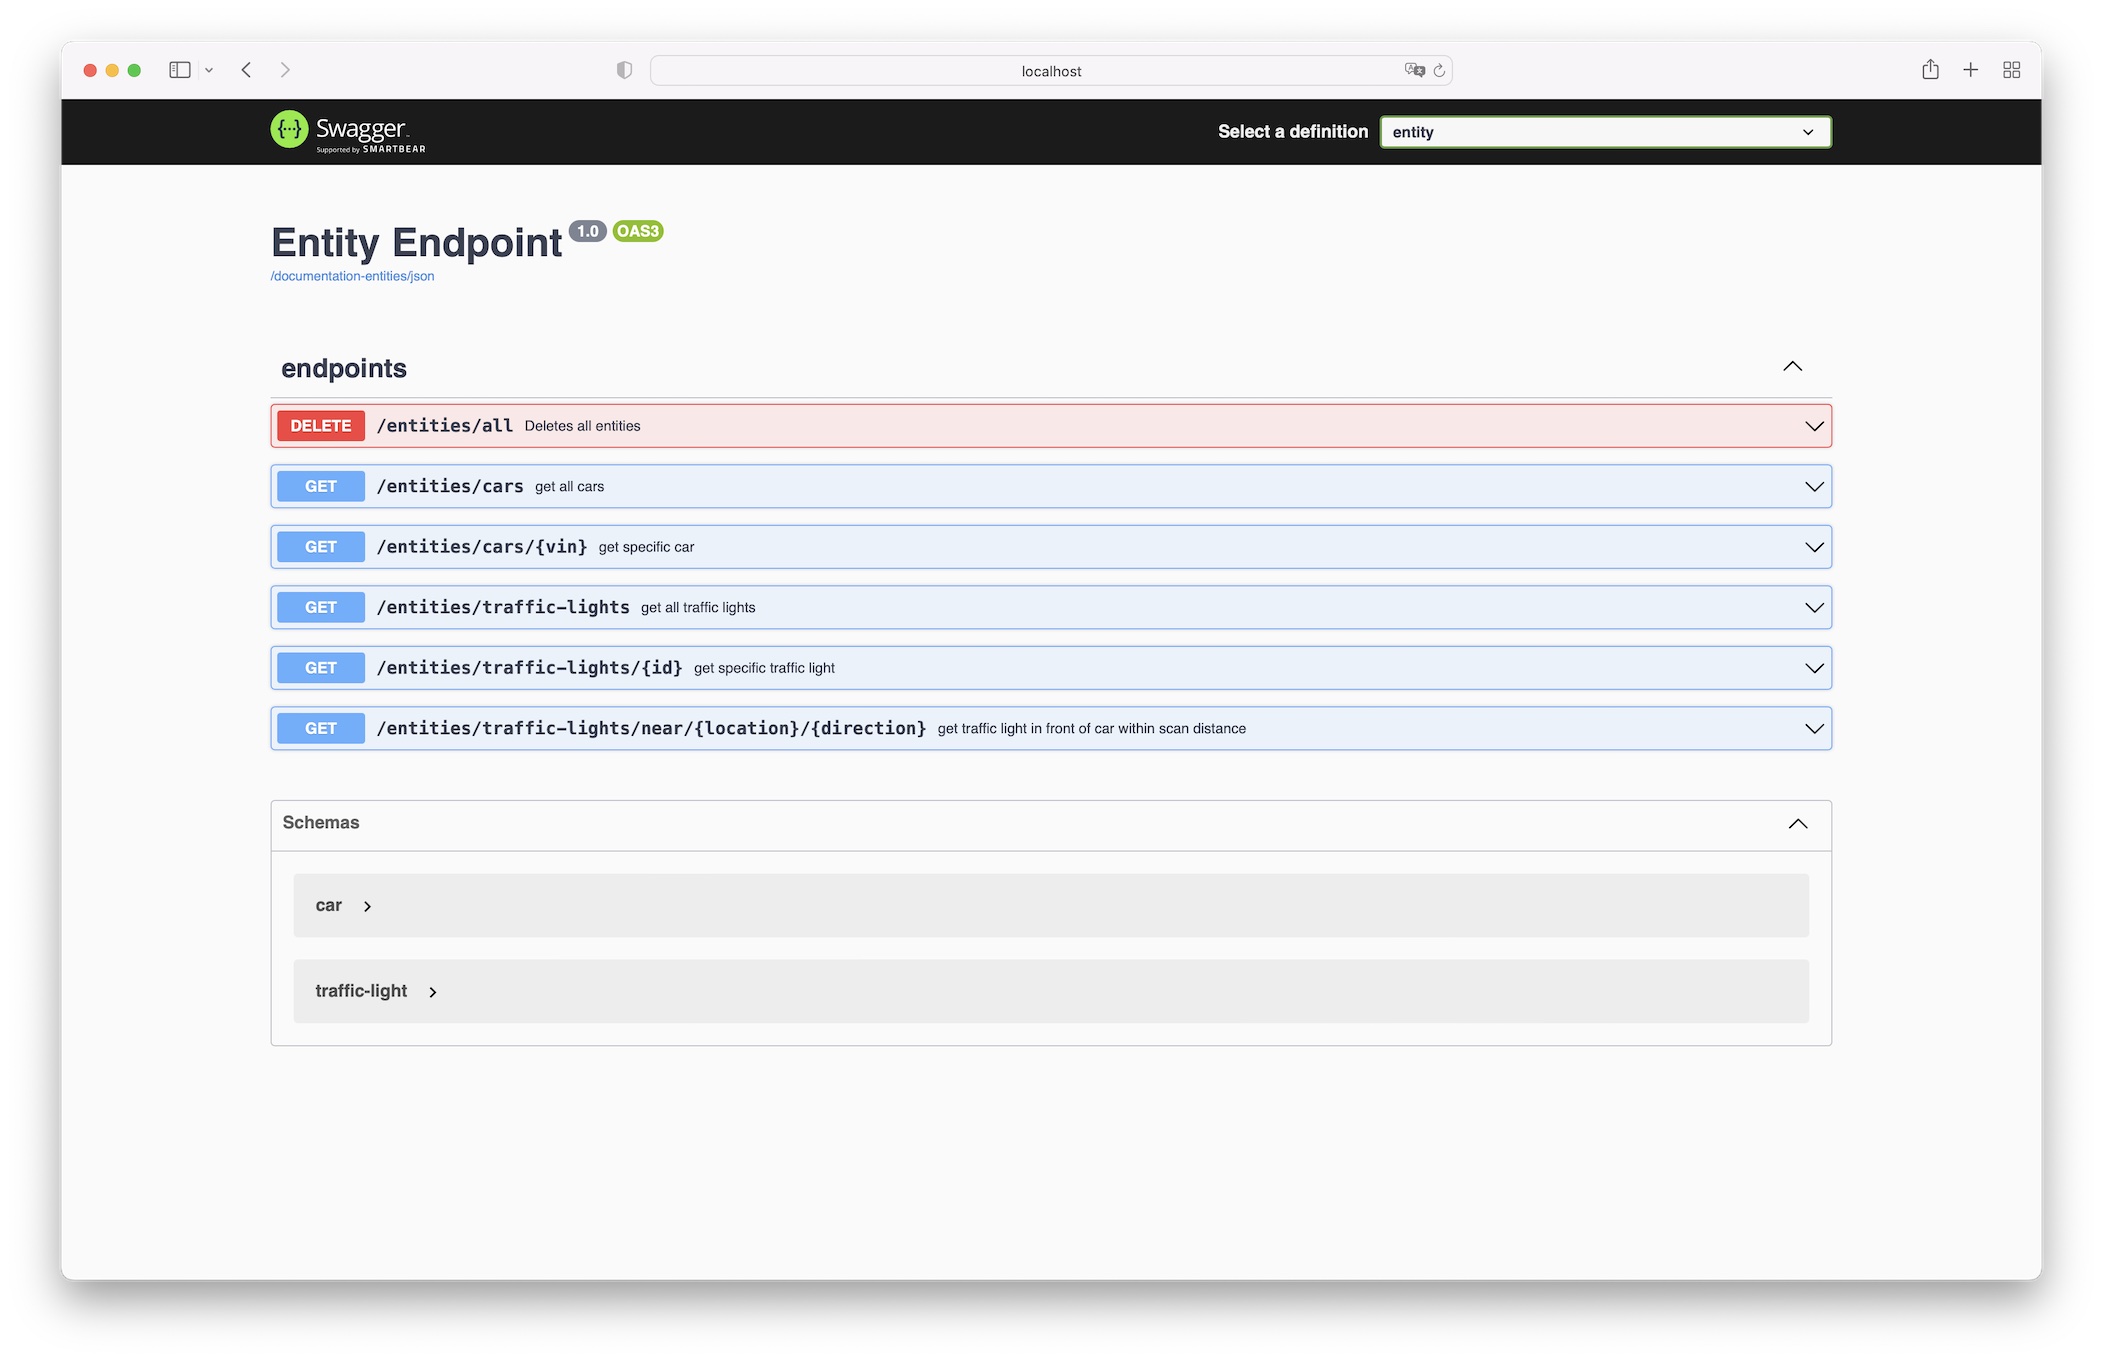 localhost
Swagger
Supported by SMARTBEAR
Select a definition
entity
Entity Endpoint 1.0 OAS3
/documentation-entities/json
endpoints
DELETE /entities/all Deletes all entities
GET /entities/cars get all cars
GET /entities/cars/{vin} get specific car
GET /entities/traffic-lights get all traffic lights
GET /entities/traffic-lights/{id} get specific traffic light
GET /entities/traffic-lights/near/{location}/{direction} get traffic light in front of car within scan distance
Schemas
car
traffic-light